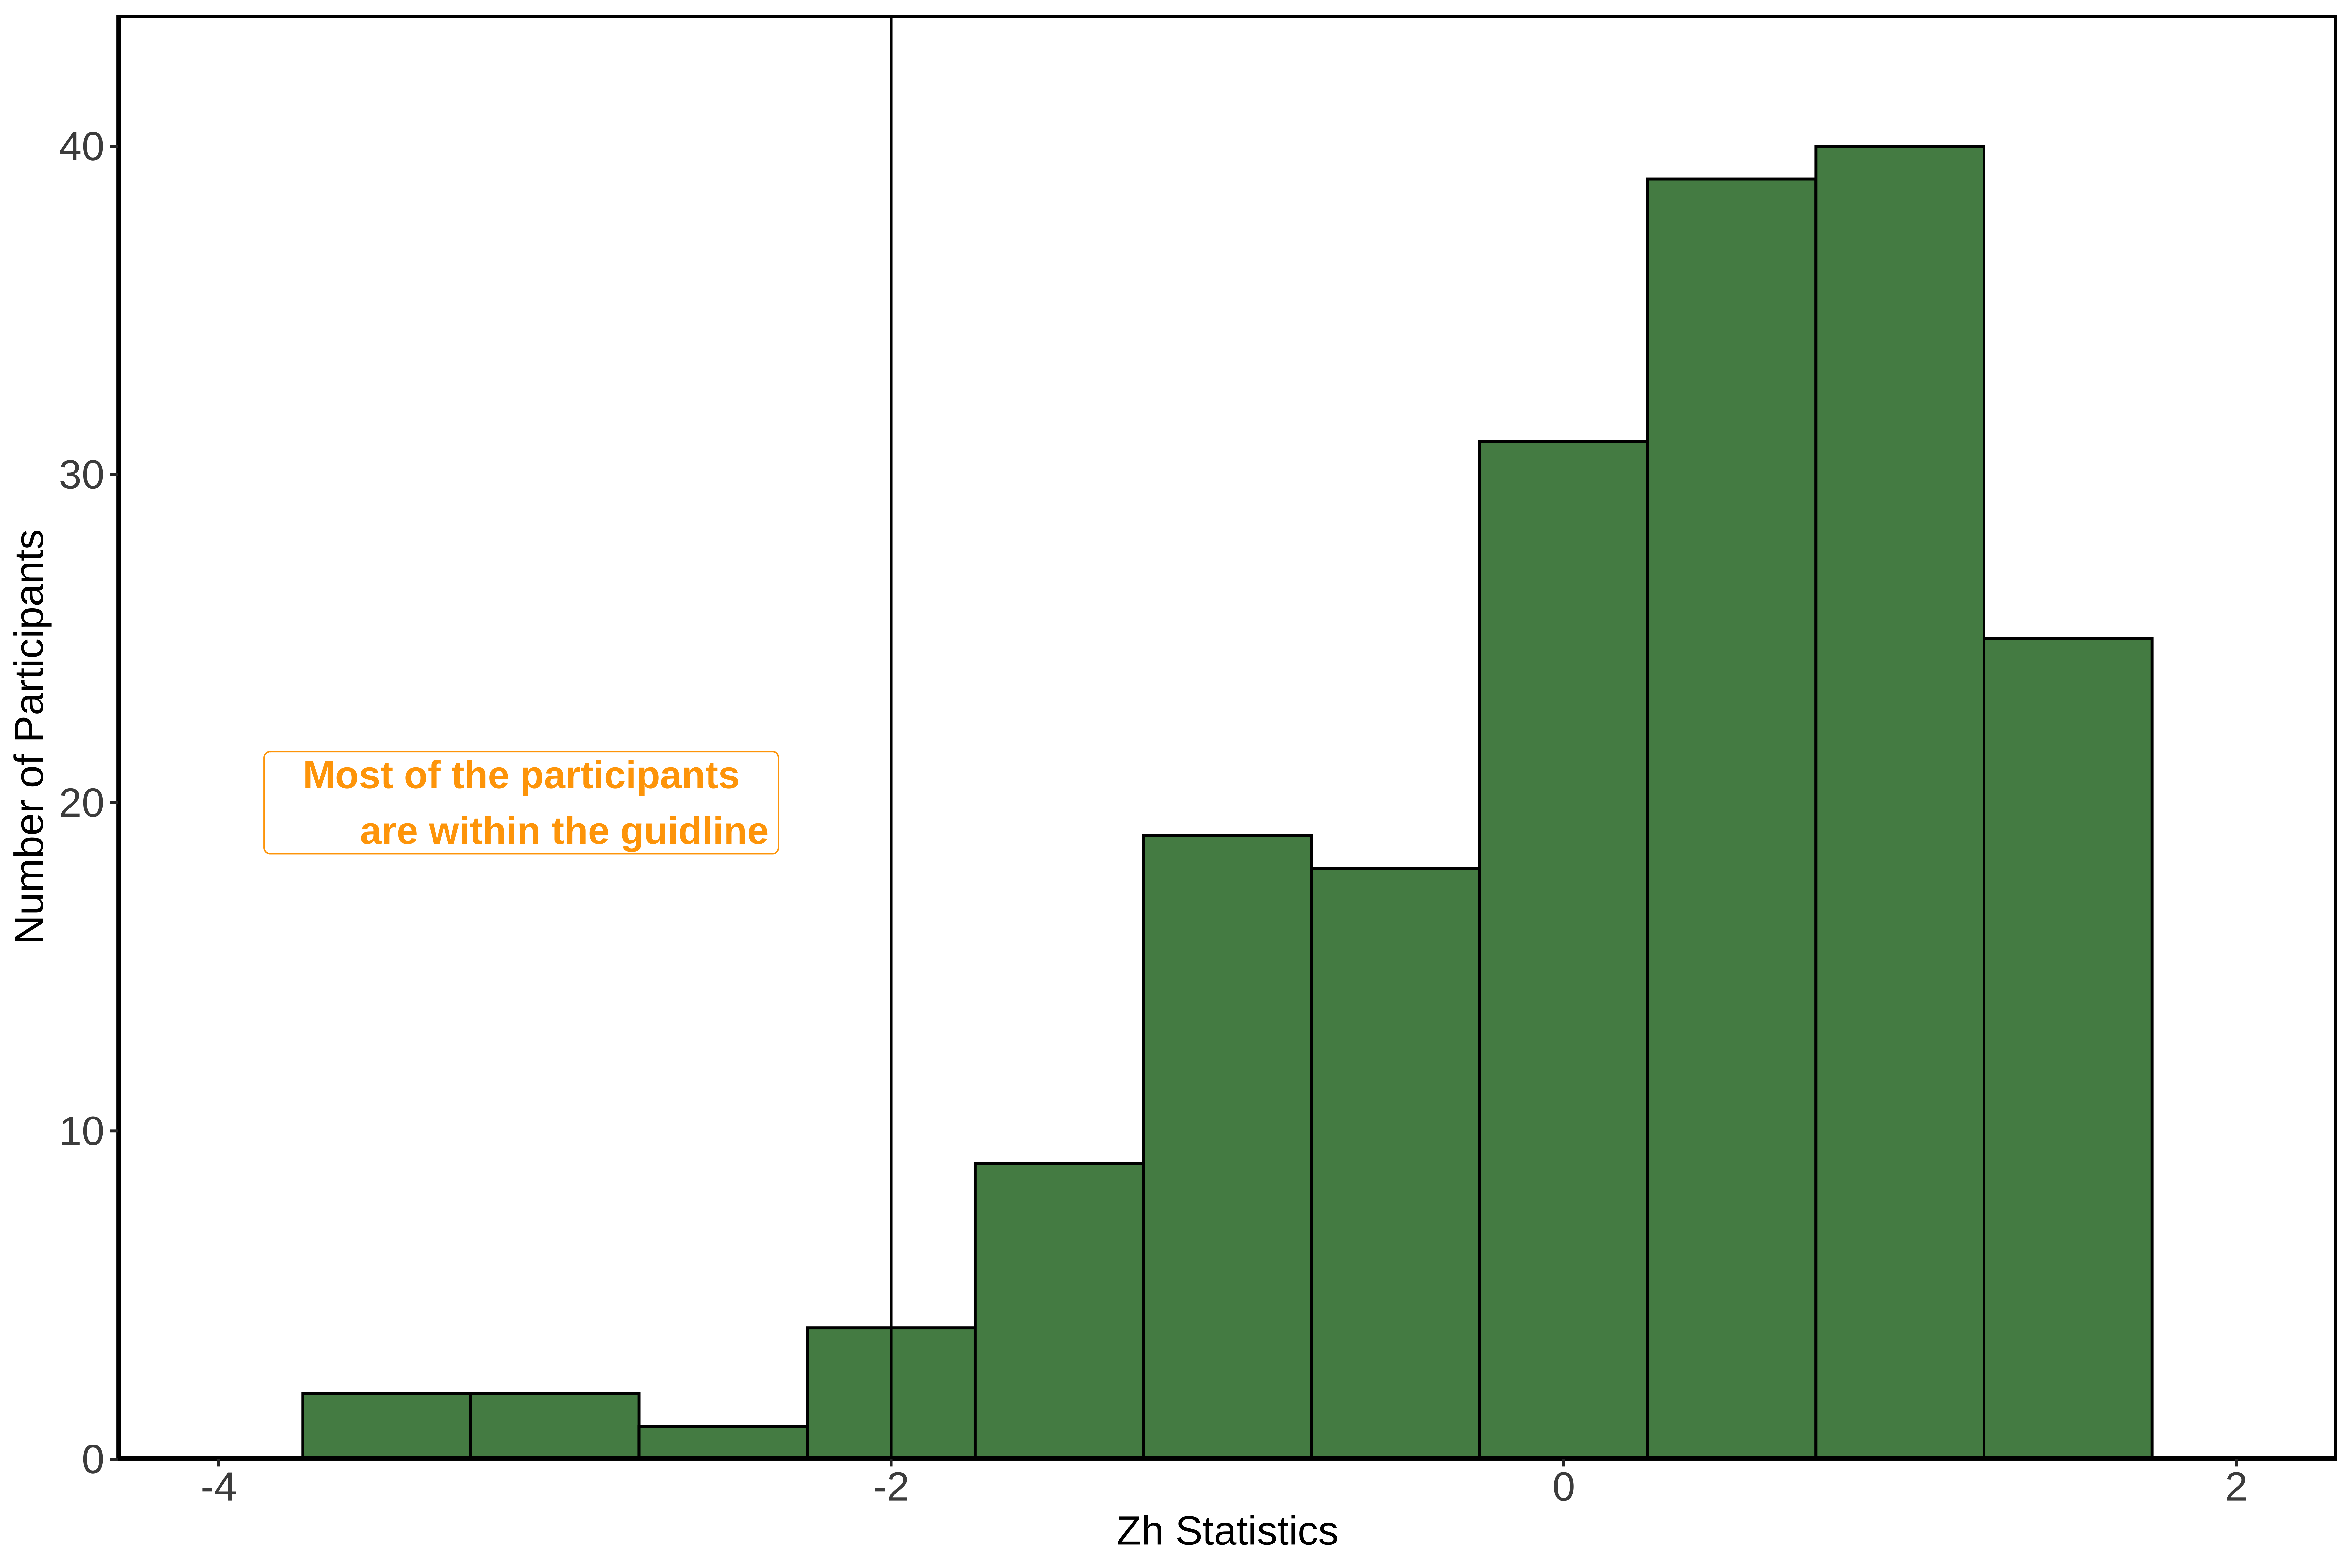 40
30
20
10
0
Number of Participants
Most of the participants
are within the guidline
-4
-2
0
2
Zh Statistics